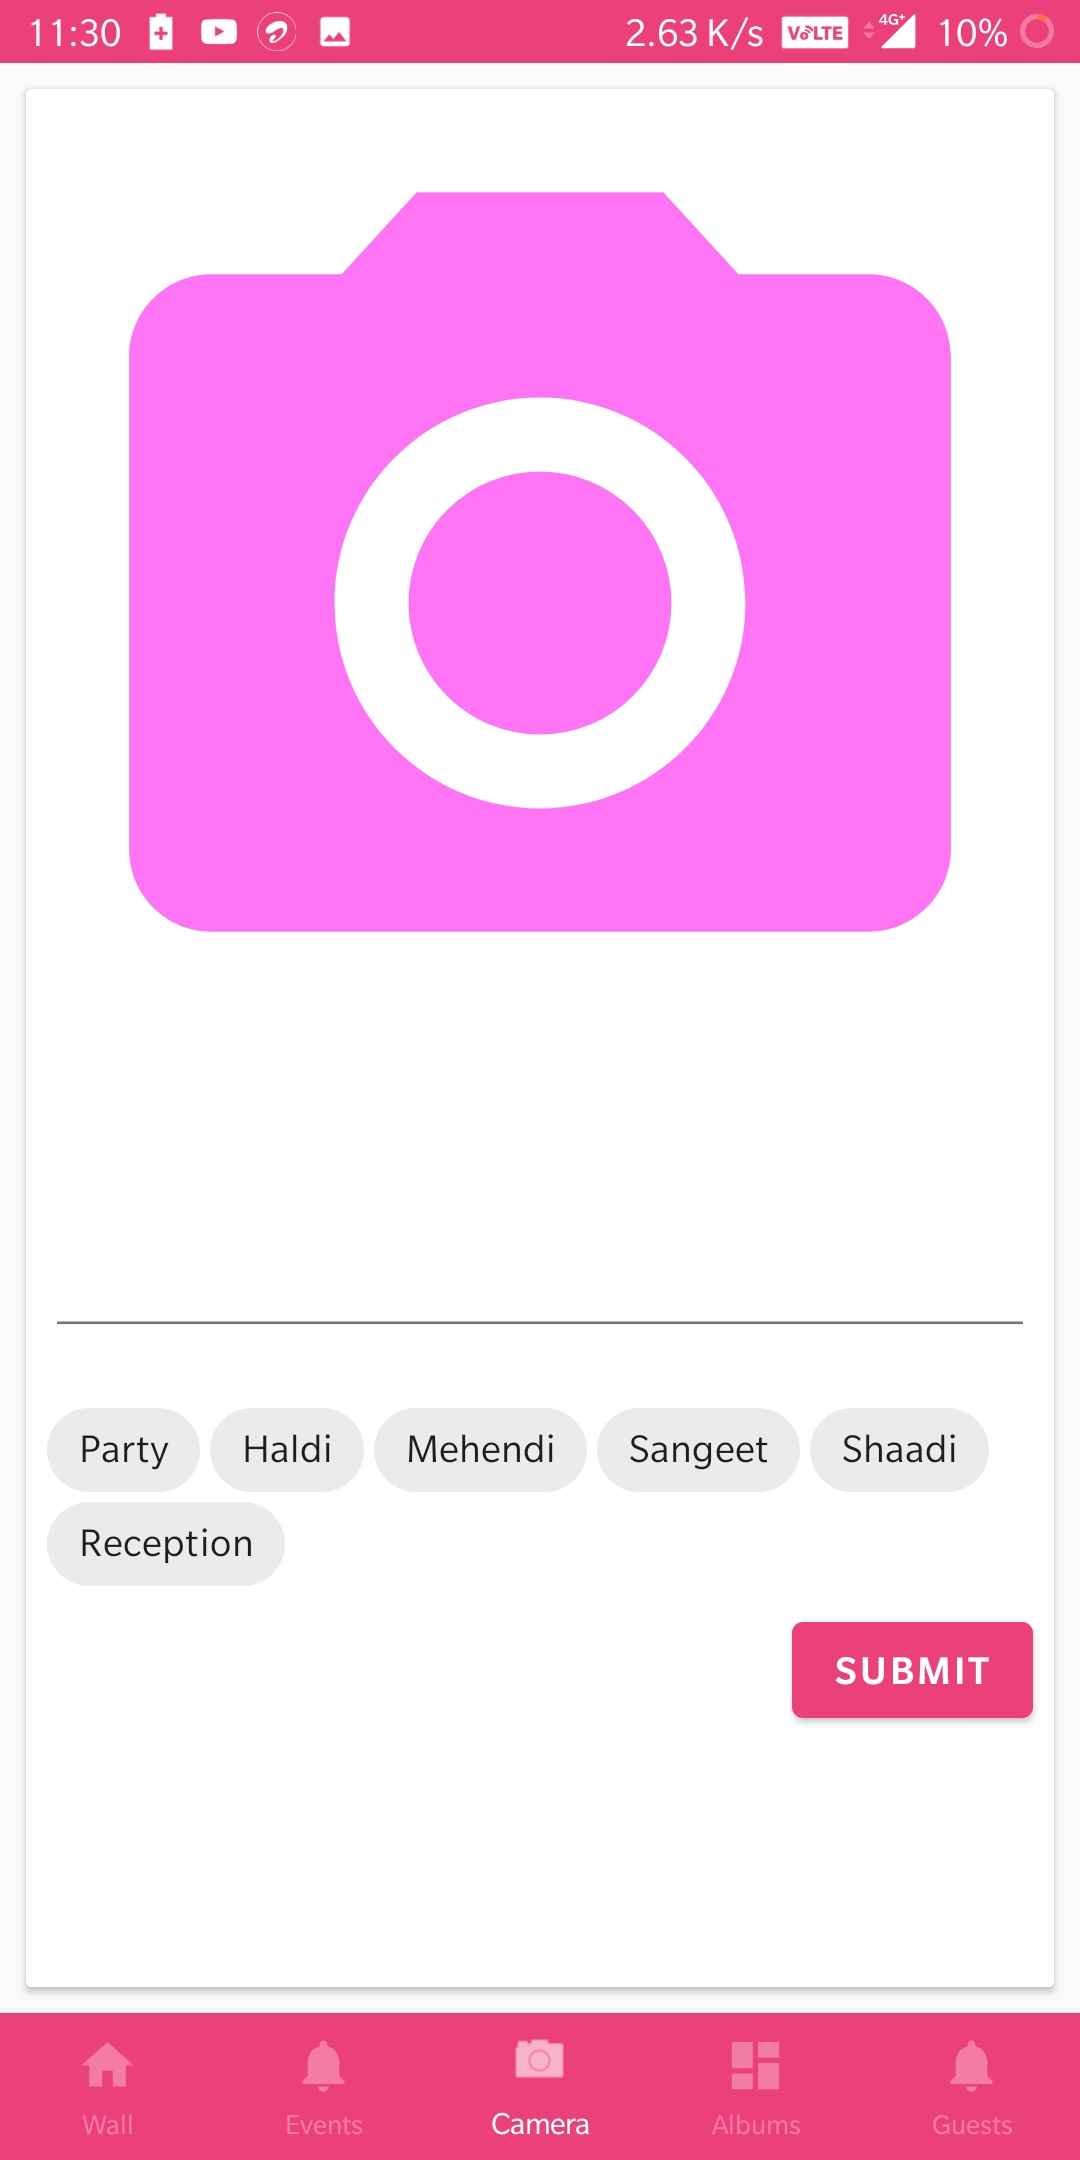 11:30 2.63 K/s VoLTE 4G+ 10%
Party Haldi Mehendi Sangeet Shaadi
Reception
SUBMIT
Wall Events Camera Albums Guests